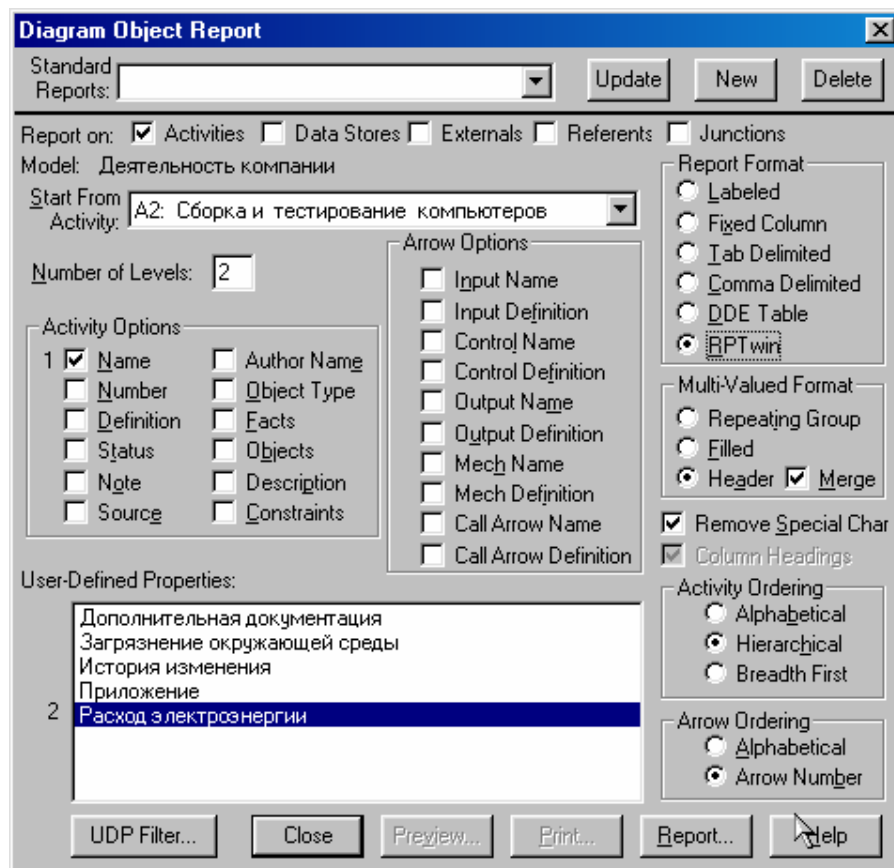 Diagram Object Report
Standard Reports:
Update New Delete
Report on: Activities Data Stores Externals Referents Junctions
Model: Деятельность компании
Start From Activity: A2: Сборка и тестирование компьютеров
Number of Levels: 2
Activity Options
1 Name Author Name
Number Object Type
Definition Facts
Status Objects
Note Description
Source Constraints
Arrow Options
Input Name
Input Definition
Control Name
Control Definition
Output Name
Output Definition
Mech Name
Mech Definition
Call Arrow Name
Call Arrow Definition
Report Format
Labeled
Fixed Column
Tab Delimited
Comma Delimited
DDE Table
RPTwin
Multi-Valued Format
Repeating Group
Filled
Header Merge
Remove Special Char
Column Headings
Activity Ordering
Alphabetical
Hierarchical
Breadth First
Arrow Ordering
Alphabetical
Arrow Number
User-Defined Properties:
Дополнительная документация
Загрязнение окружающей среды
История изменения
Приложение
2 Расход электроэнергии
UDP Filter... Close Preview... Print... Report... Help